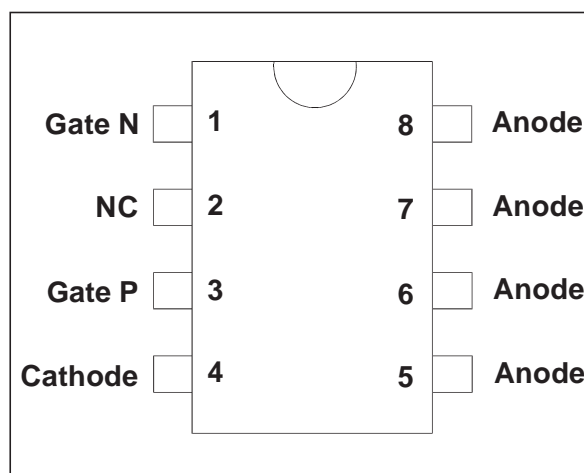 Gate N 1 8 Anode
NC 2 7 Anode
Gate P 3 6 Anode
Cathode 4 5 Anode